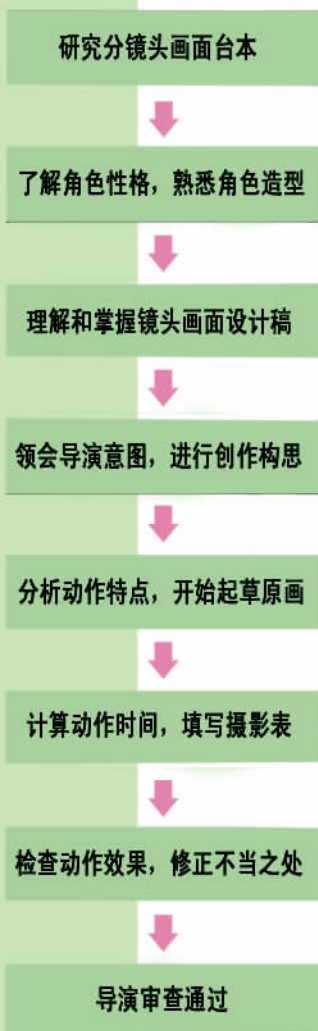 研究分镜头画面台本
了解角色性格，熟悉角色造型
理解和掌握镜头画面设计稿
领会导演意图，进行创作构思
分析动作特点，开始起草原画
计算动作时间，填写摄影表
检查动作效果，修正不当之处
导演审查通过